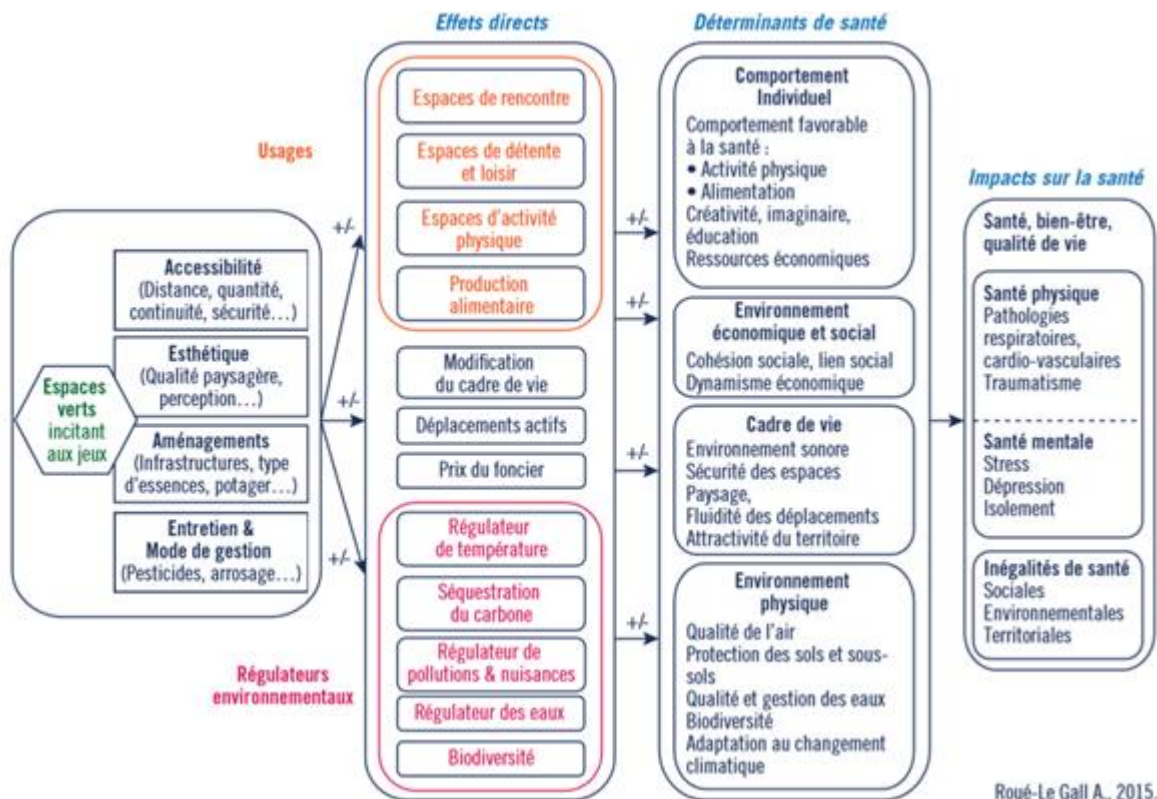 Effets directs
Déterminants de santé
Impacts sur la santé
Usages
Régulateurs
environnementaux
Espaces
verts
incitant
aux jeux
Accessibilité
(Distance, quantité,
continuité, sécurité…)
Esthétique
(Qualité paysagère,
perception…)
Aménagements
(Infrastructures, type
d'essences, potager…)
Entretien &
Mode de gestion
(Pesticides, arrosage…)
+/-
+/-
+/-
Espaces de rencontre
Espaces de détente
et loisir
Espaces d'activité
physique
Production
alimentaire
Modification
du cadre de vie
Déplacements actifs
Prix du foncier
Régulateur
de température
Séquestration
du carbone
Régulateur de
pollutions & nuisances
Régulateur des eaux
Biodiversité
+/-
+/-
+/-
+/-
Comportement
Individuel
Comportement favorable
à la santé :
• Activité physique
• Alimentation
Créativité, imaginaire,
éducation
Ressources économiques
Environnement
économique et social
Cohésion sociale, lien social
Dynamisme économique
Cadre de vie
Environnement sonore
Sécurité des espaces
Paysage,
Fluidité des déplacements
Attractivité du territoire
Environnement
physique
Qualité de l'air
Protection des sols et sous-
sols
Qualité et gestion des eaux
Biodiversité
Adaptation au changement
climatique
Santé, bien-être,
qualité de vie
Santé physique
Pathologies
respiratoires,
cardio-vasculaires
Traumatisme
Santé mentale
Stress
Dépression
Isolement
Inégalités de santé
Sociales
Environnementales
Territoriales
Roué-Le Gall A., 2015.